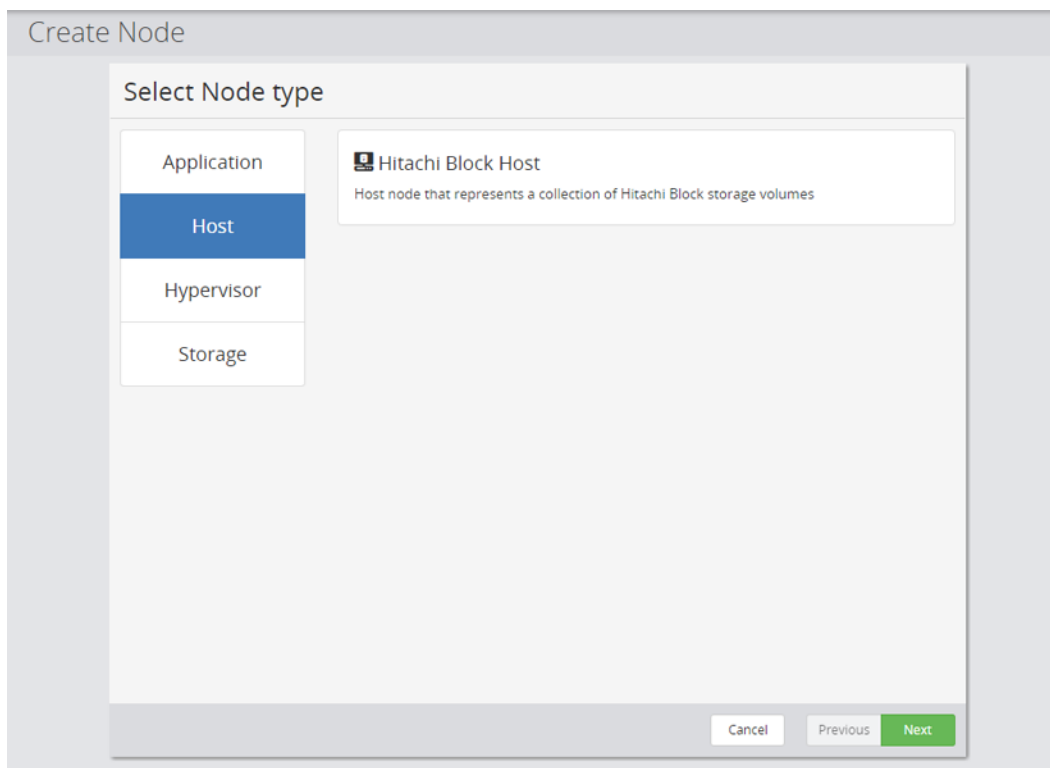 Create Node
Select Node type
Application
Host
Hypervisor
Storage
Hitachi Block Host
Host node that represents a collection of Hitachi Block storage volumes
Cancel
Previous
Next